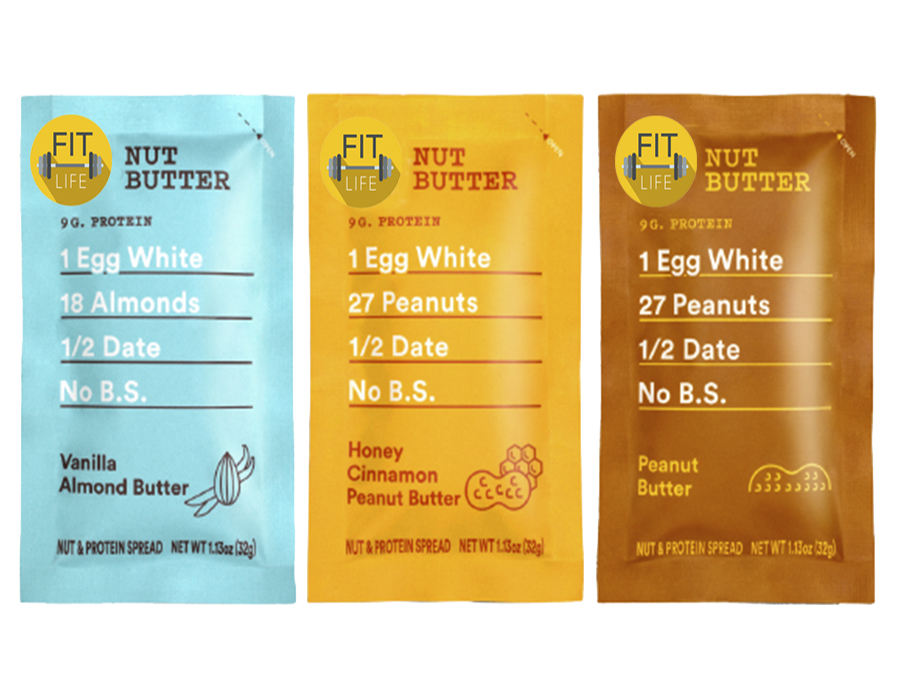 FIT
LIFE
NUT
BUTTER
OPEN
9G. PROTEIN
1 Egg White
18 Almonds
1/2 Date
No B.S.
Vanilla
Almond Butter
NUT & PROTEIN SPREAD NET WT 1.13oz (32g)
FIT
LIFE
NUT
BUTTER
OPEN
9G. PROTEIN
1 Egg White
27 Peanuts
1/2 Date
No B.S.
Honey
Cinnamon
Peanut Butter
NUT & PROTEIN SPREAD NET WT 1.13oz (32g)
FIT
LIFE
NUT
BUTTER
OPEN
9G. PROTEIN
1 Egg White
27 Peanuts
1/2 Date
No B.S.
Peanut
Butter
NUT & PROTEIN SPREAD NET WT 1.13oz (32g)